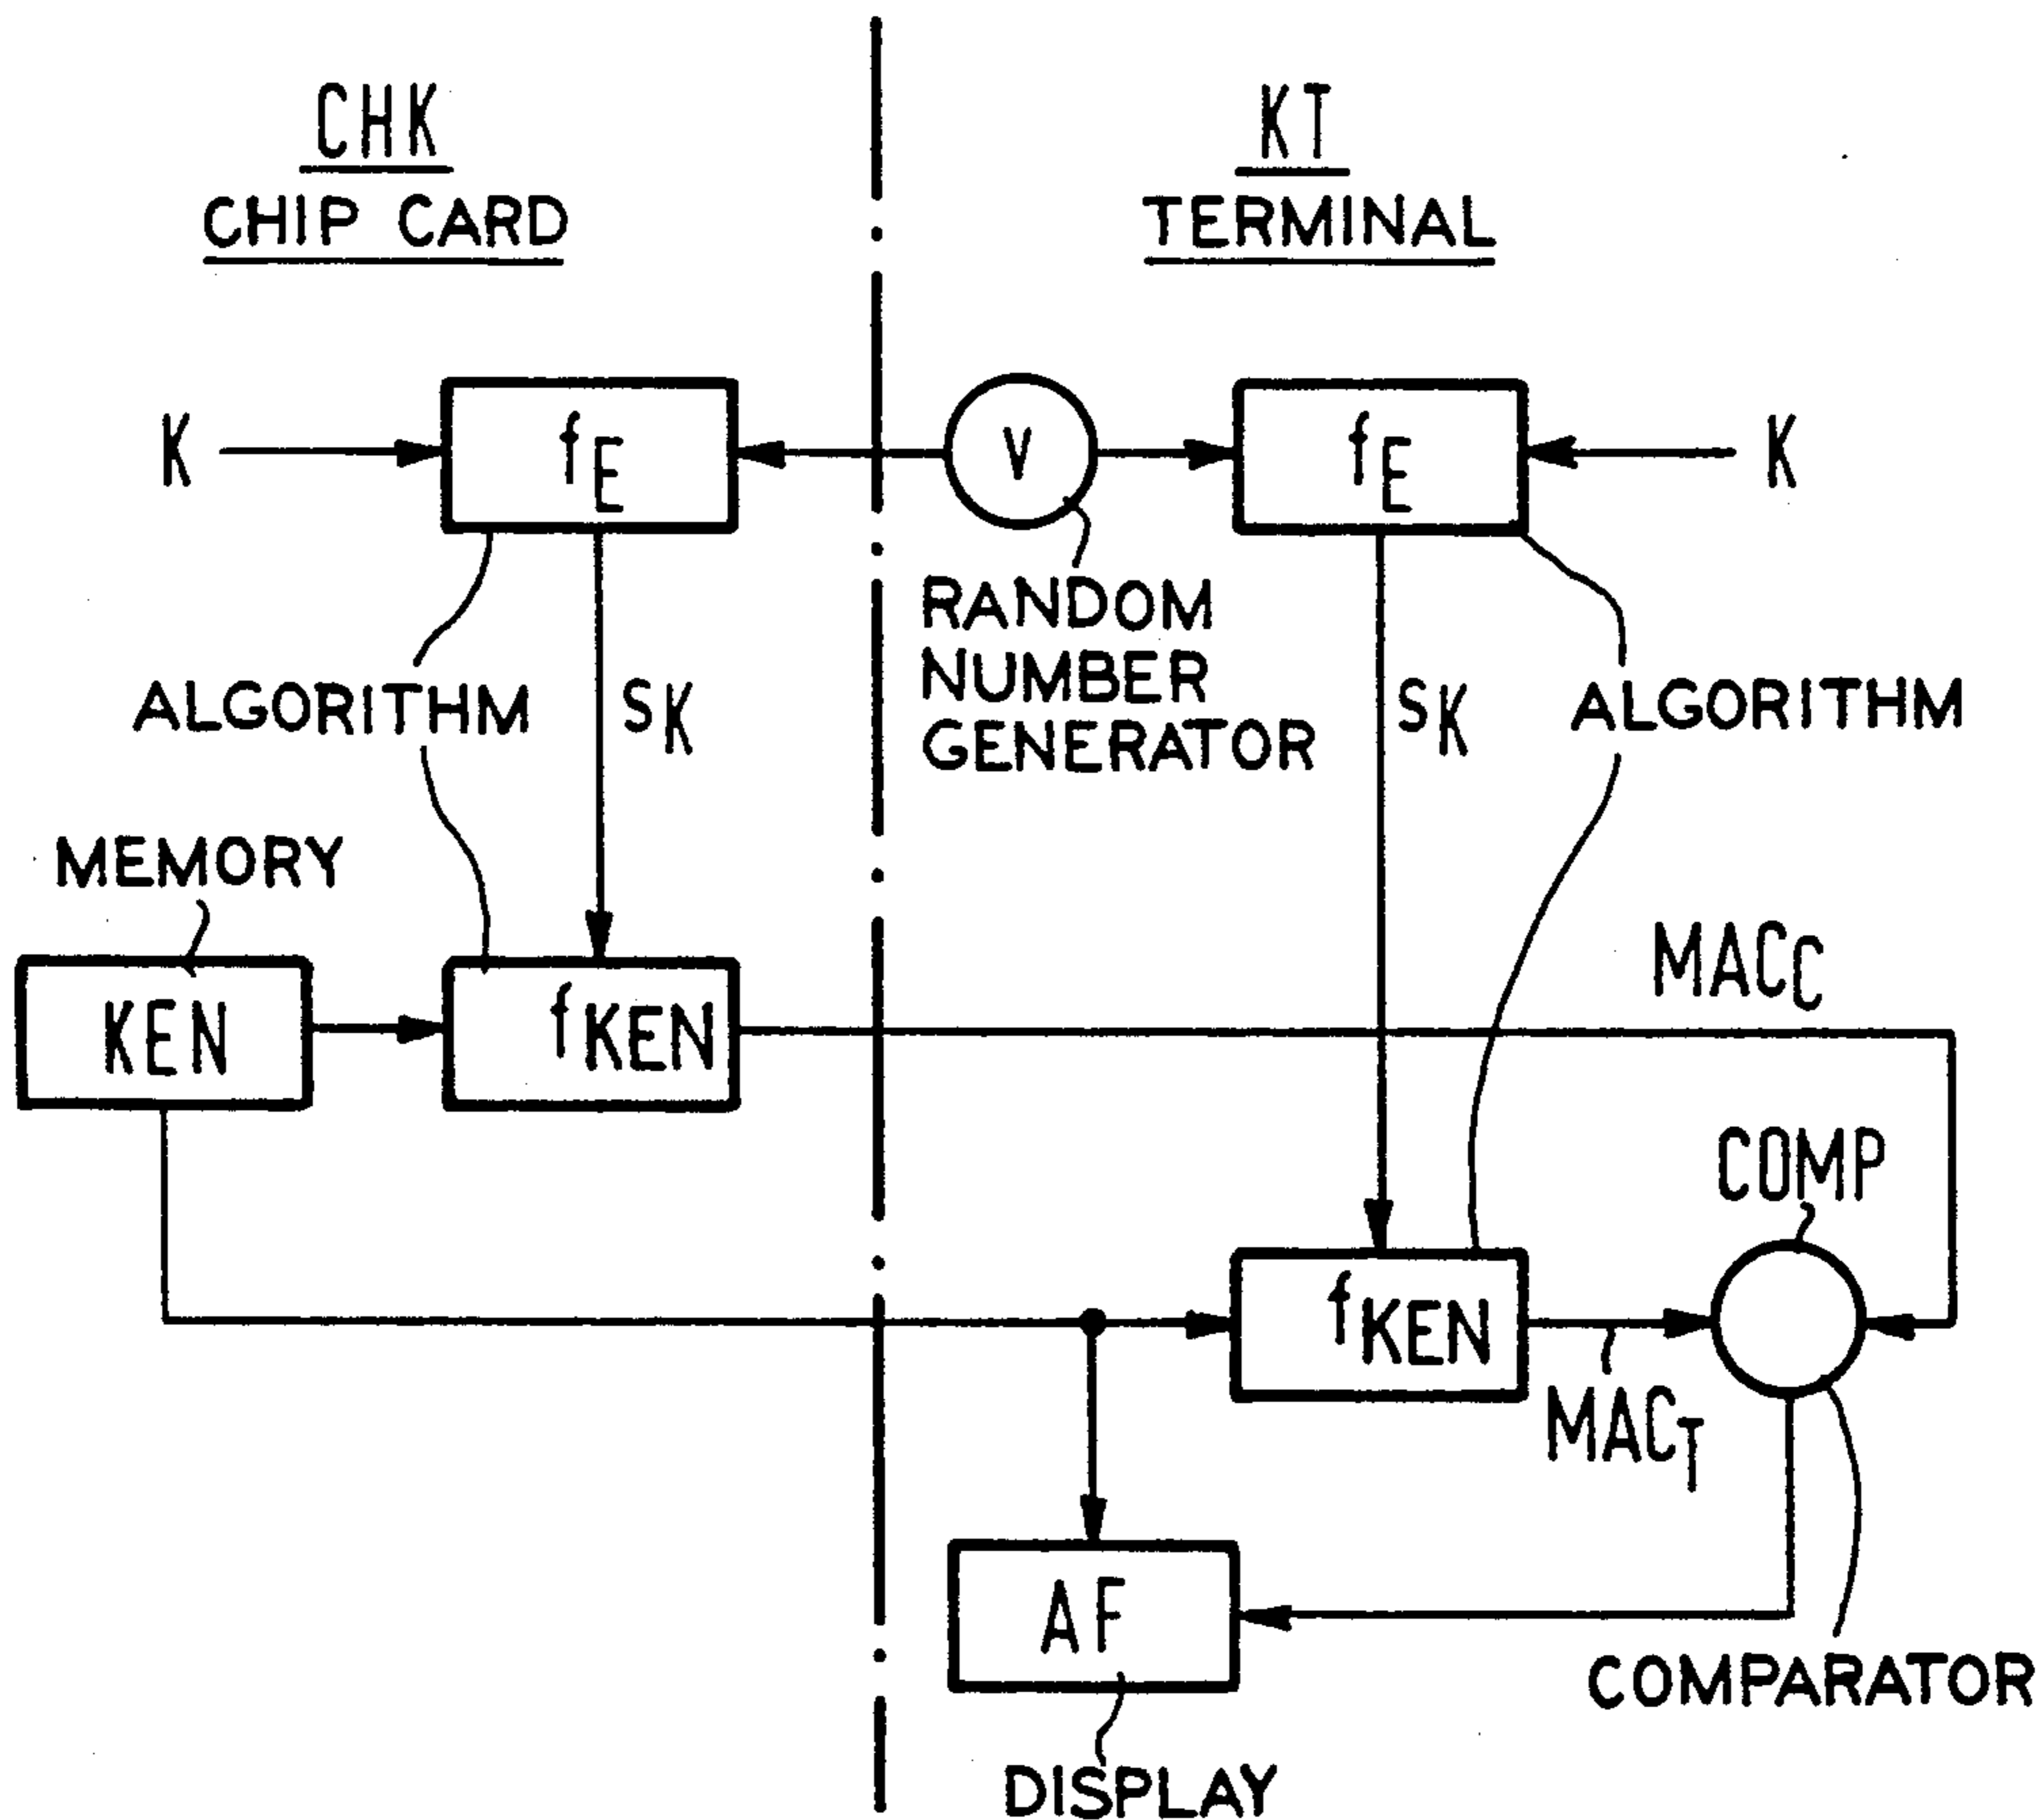 CHK
CHIP CARD
KT
TERMINAL
K
fE
V
fE
K
RANDOM
NUMBER
GENERATOR
ALGORITHM
SK
SK
ALGORITHM
MEMORY
KEN
fKEN
MACC
COMP
fKEN
MACT
AF
COMPARATOR
DISPLAY